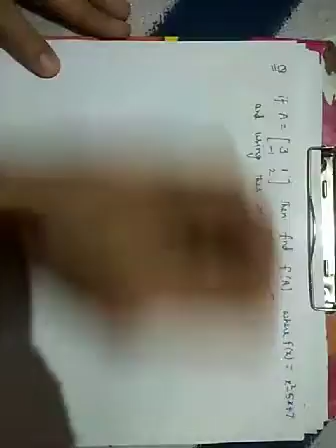 Q if A = [ 3 1 -1 2 ] Then find f(A) where f(x) = x²-5x+7
and using this